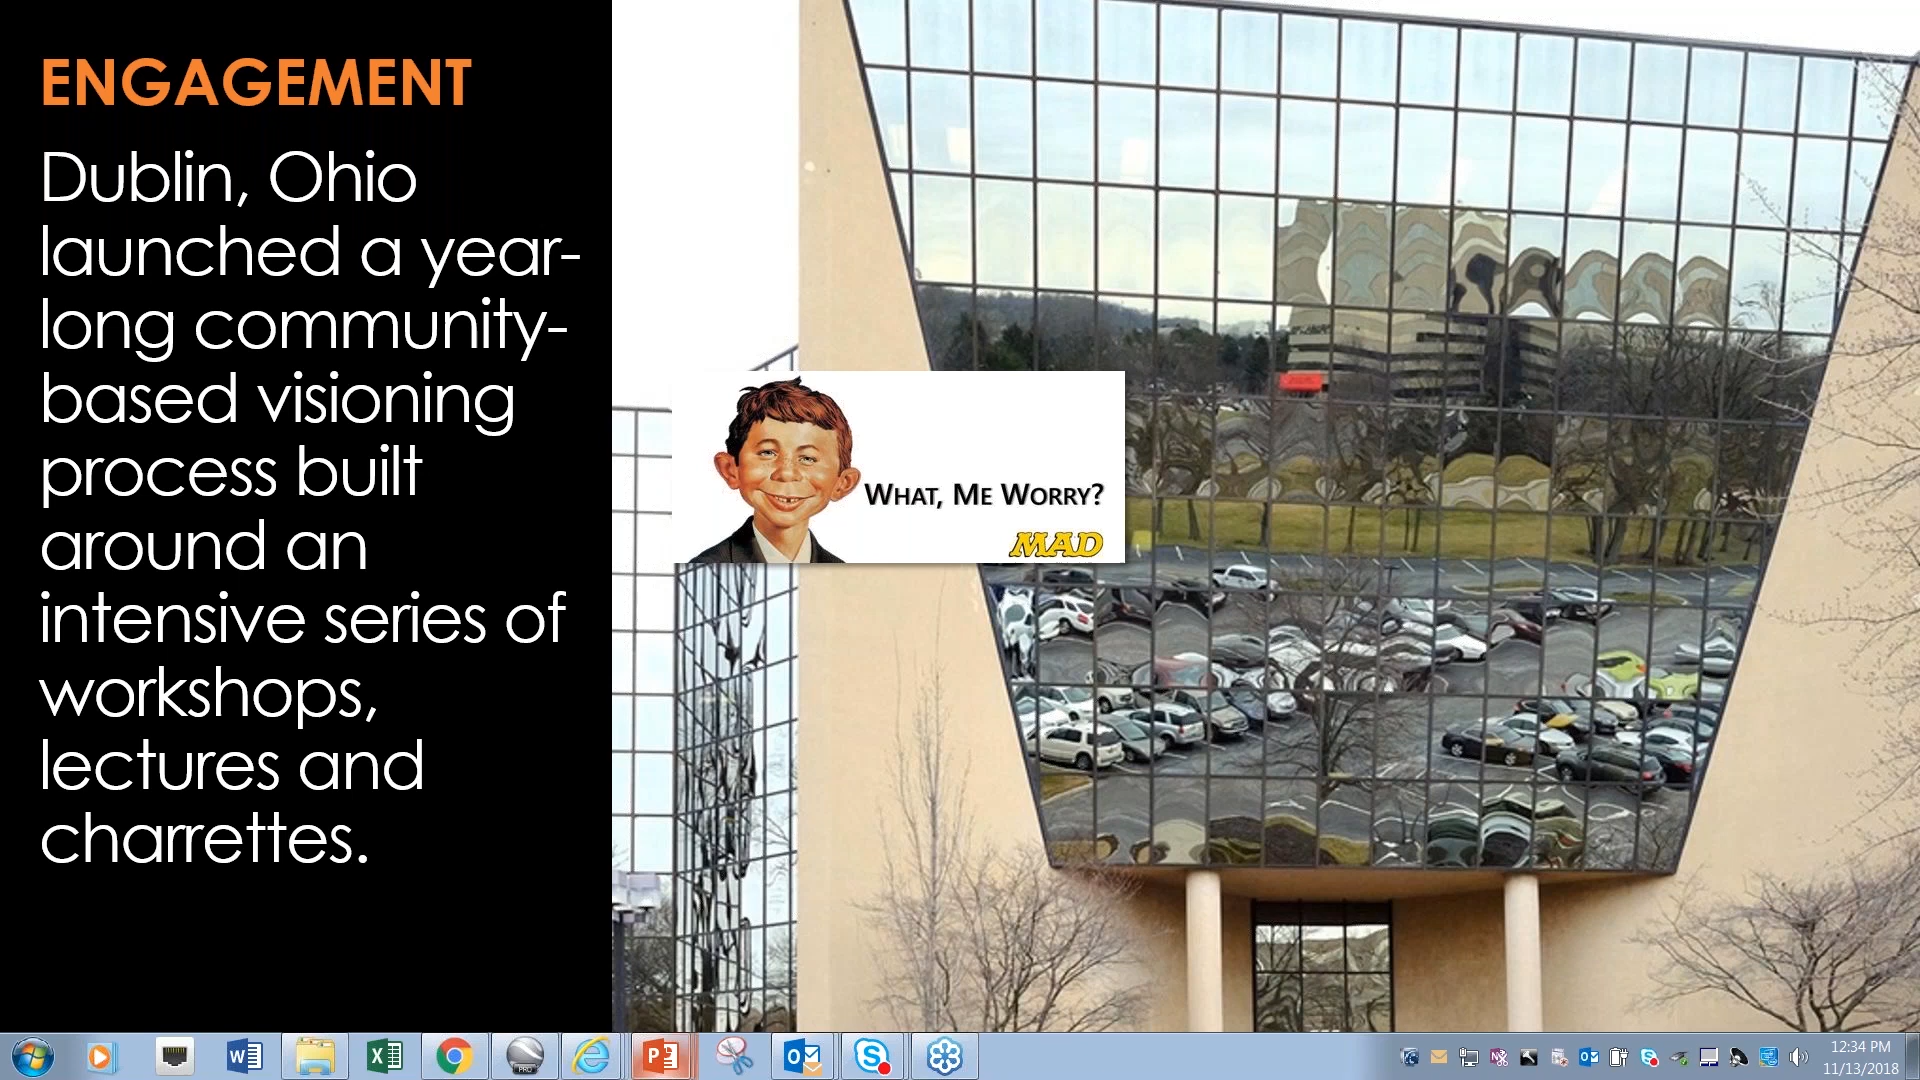 ENGAGEMENT
Dublin, Ohio
launched a year-
long community-
based visioning
process built
around an
intensive series of
workshops,
lectures and
charrettes.
WHAT, ME WORRY?
MAD
PRO
12:34 PM
11/13/2018